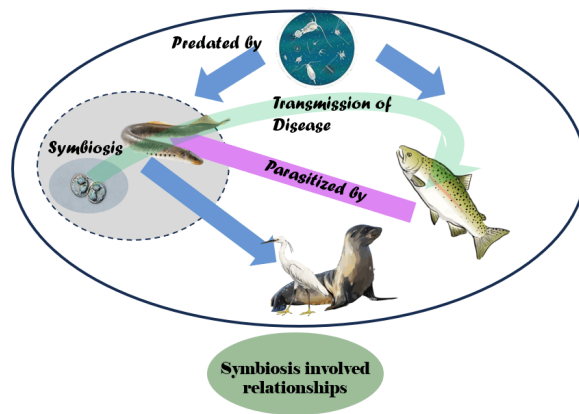 Predated by
Transmission of
Disease
Symbiosis
Parasitized by
Symbiosis involved
relationships